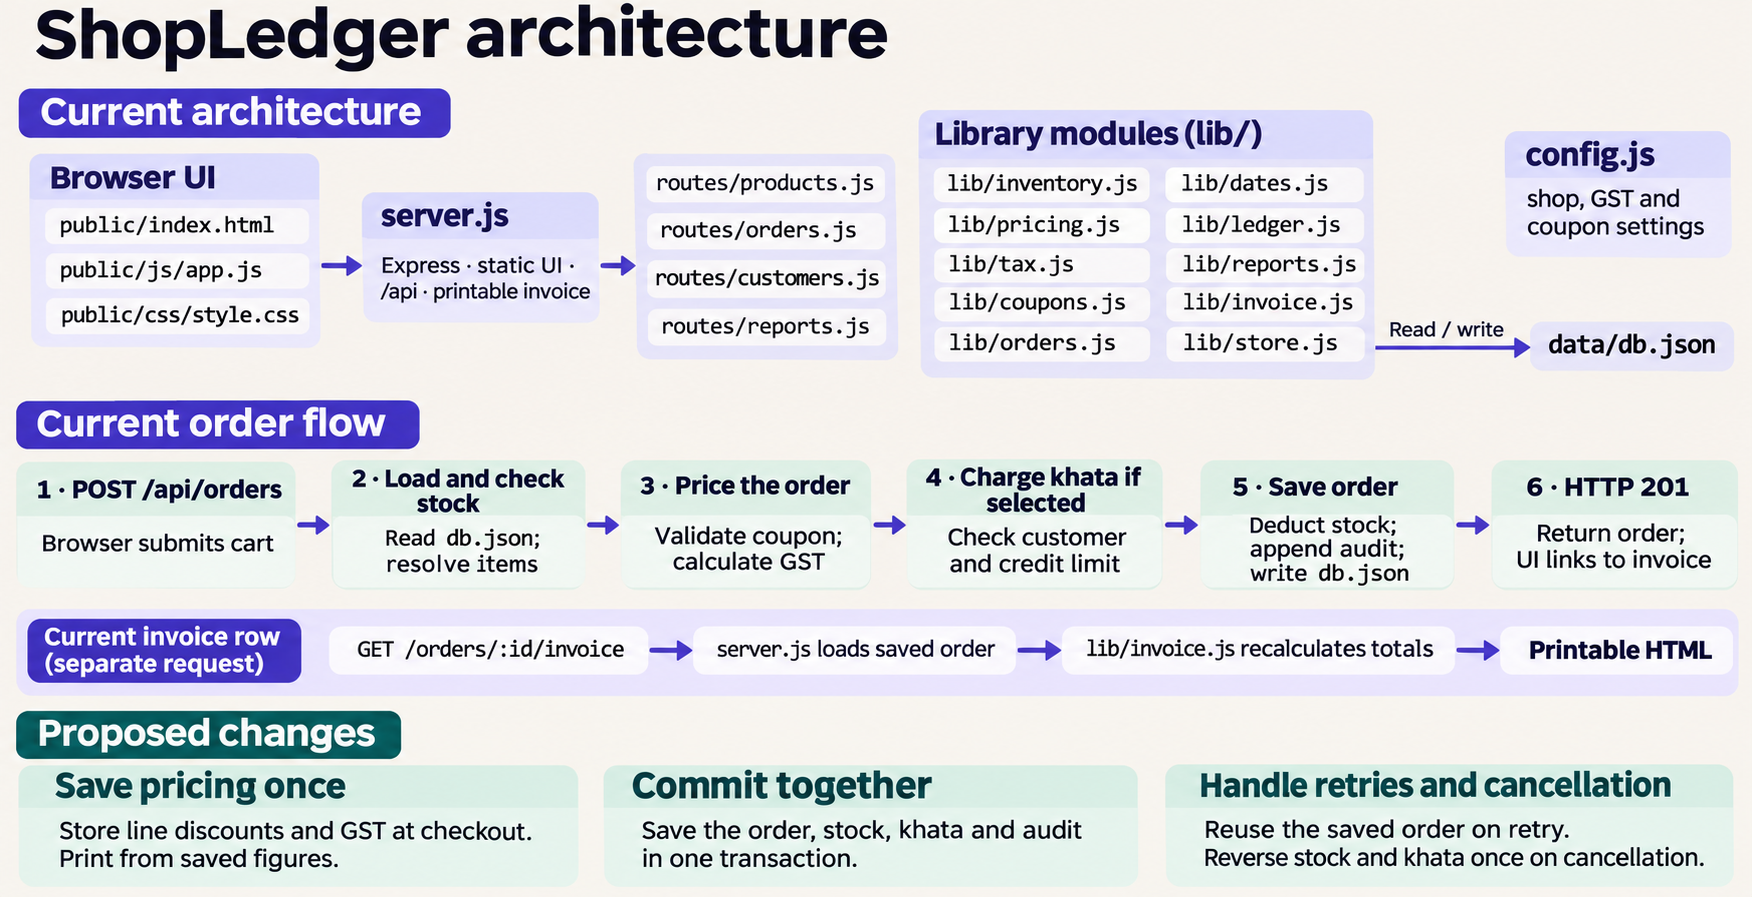 ShopLedger architecture
Current architecture
Browser UI
public/index.html
public/js/app.js
public/css/style.css
server.js
Express · static UI ·
/api · printable invoice
routes/products.js
routes/orders.js
routes/customers.js
routes/reports.js
Library modules (lib/)
lib/inventory.js
lib/dates.js
lib/pricing.js
lib/ledger.js
lib/tax.js
lib/reports.js
lib/coupons.js
lib/invoice.js
lib/orders.js
lib/store.js
Read / write
config.js
shop, GST and
coupon settings
data/db.json
Current order flow
1 · POST /api/orders
Browser submits cart
2 · Load and check
stock
Read db.json;
resolve items
3 · Price the order
Validate coupon;
calculate GST
4 · Charge khata if
selected
Check customer
and credit limit
5 · Save order
Deduct stock;
append audit;
write db.json
6 · HTTP 201
Return order;
UI links to invoice
Current invoice row
(separate request)
GET /orders/:id/invoice
server.js loads saved order
lib/invoice.js recalculates totals
Printable HTML
Proposed changes
Save pricing once
Store line discounts and GST at checkout.
Print from saved figures.
Commit together
Save the order, stock, khata and audit
in one transaction.
Handle retries and cancellation
Reuse the saved order on retry.
Reverse stock and khata once on cancellation.